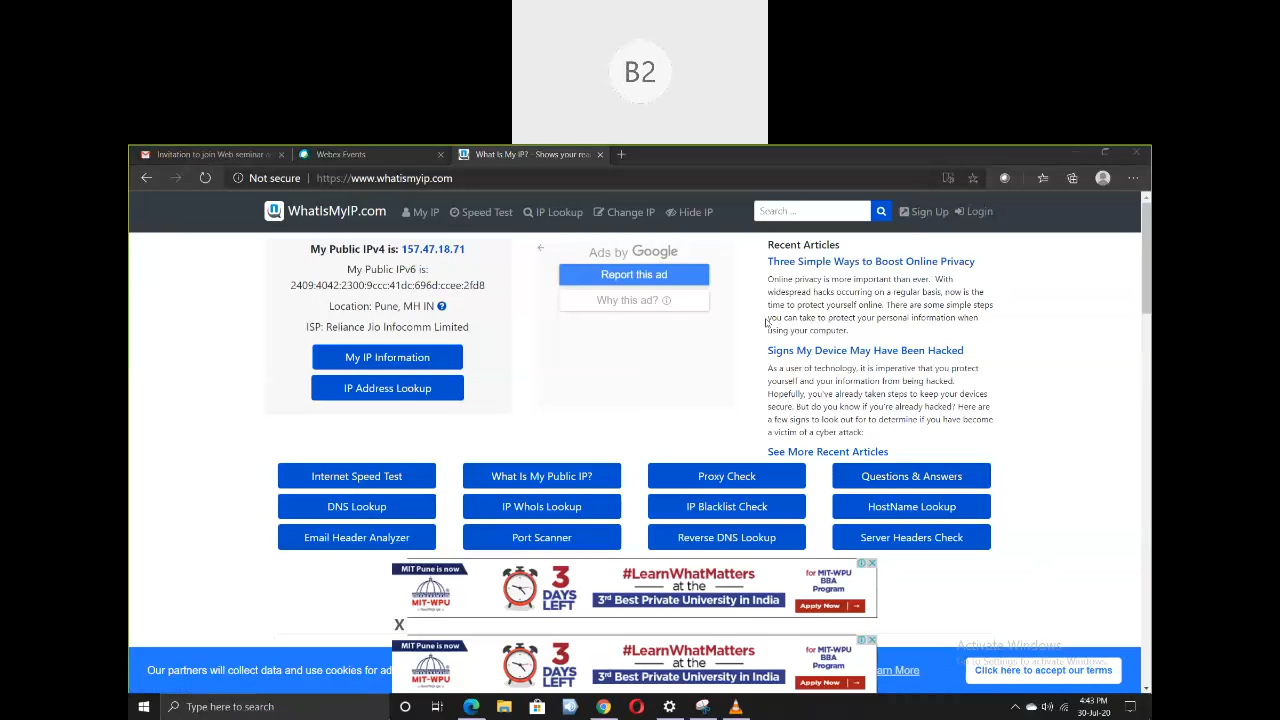 B2
Invitation to join Web seminar
Webex Events
What Is My IP? - Shows your rea
Not secure https://www.whatismyip.com
WhatIsMyIP.com
My IP
Speed Test
IP Lookup
Change IP
Hide IP
Search ...
Sign Up
Login
My Public IPv4 is: 157.47.18.71
My Public IPv6 is:
2409:4042:2300:9ccc:41dc:696d:ccee:2fd8
Location: Pune, MH IN
ISP: Reliance Jio Infocomm Limited
My IP Information
IP Address Lookup
Ads by Google
Report this ad
Why this ad?
Recent Articles
Three Simple Ways to Boost Online Privacy
Online privacy is more important than ever. With
widespread hacks occurring on a regular basis, now is the
time to protect yourself online. There are some simple steps
you can take to protect your personal information when
using your computer.
Signs My Device May Have Been Hacked
As a user of technology, it is imperative that you protect
yourself and your information from being hacked.
Hopefully, you've already taken steps to keep your devices
secure. But do you know if you're already hacked? Here are
a few signs to look out for to determine if you have become
a victim of a cyber attack:
See More Recent Articles
Internet Speed Test
What Is My Public IP?
Proxy Check
Questions & Answers
DNS Lookup
IP WhoIs Lookup
IP Blacklist Check
HostName Lookup
Email Header Analyzer
Port Scanner
Reverse DNS Lookup
Server Headers Check
MIT Pune is now
MIT-WPU
3
DAYS
LEFT
#LearnWhatMatters
at the
3rd Best Private University in India
for MIT-WPU
BBA
Program
Apply Now
X
MIT Pune is now
MIT-WPU
3
DAYS
LEFT
#LearnWhatMatters
at the
3rd Best Private University in India
for MIT-WPU
BBA
Program
Apply Now
Our partners will collect data and use cookies for ad
arn More
Click here to accept our terms
Activate Windows
Go to Settings to activate Windows.
Type here to search
4:43 PM
30-Jul-20